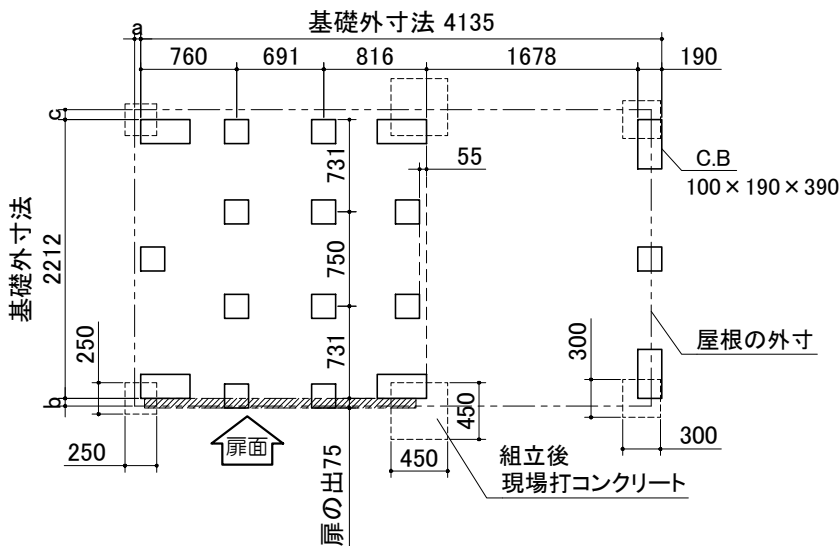 基礎外寸法 4135
a
760
691
816
1678
190
c
731
55
C.B
100×190×390
基礎外寸法
2212
750
250
731
300
屋根の外寸
b
450
250
扉面
扉の出75
450
組立後
現場打コンクリート
300